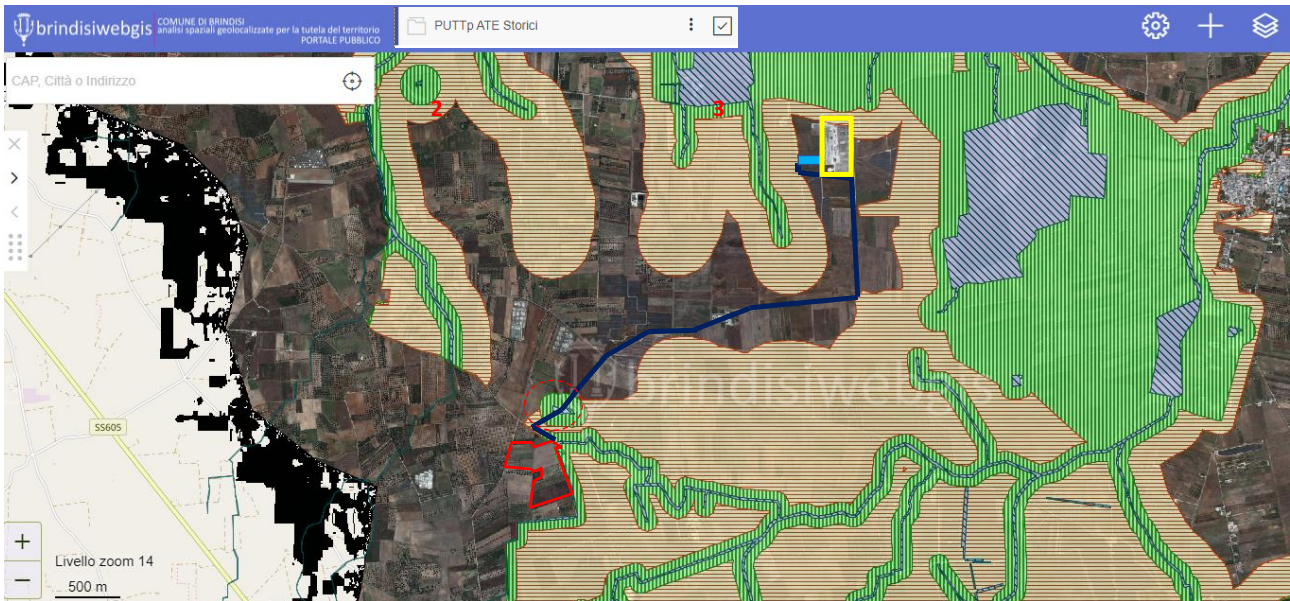 brindisiwebgis
COMUNE DI BRINDISI
analisi spaziali geolocalizzate per la tutela del territorio
PORTALE PUBBLICO
PUTTp ATE Storici
CAP, Città o Indirizzo
2
3
brindisiwebgis
SS605
Livello zoom 14
500 m